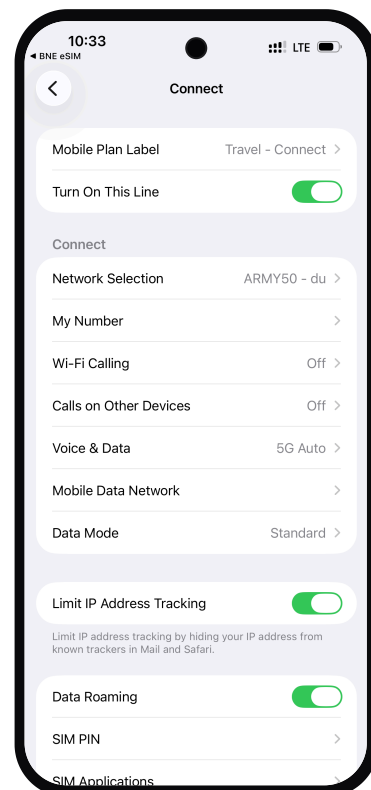 10:33
LTE
◀ BNE eSIM
Connect
Mobile Plan Label Travel - Connect
Turn On This Line
Connect
Network Selection ARMY50 - du
My Number
Wi-Fi Calling Off
Calls on Other Devices Off
Voice & Data 5G Auto
Mobile Data Network
Data Mode Standard
Limit IP Address Tracking
Limit IP address tracking by hiding your IP address from
known trackers in Mail and Safari.
Data Roaming
SIM PIN
SIM Applications